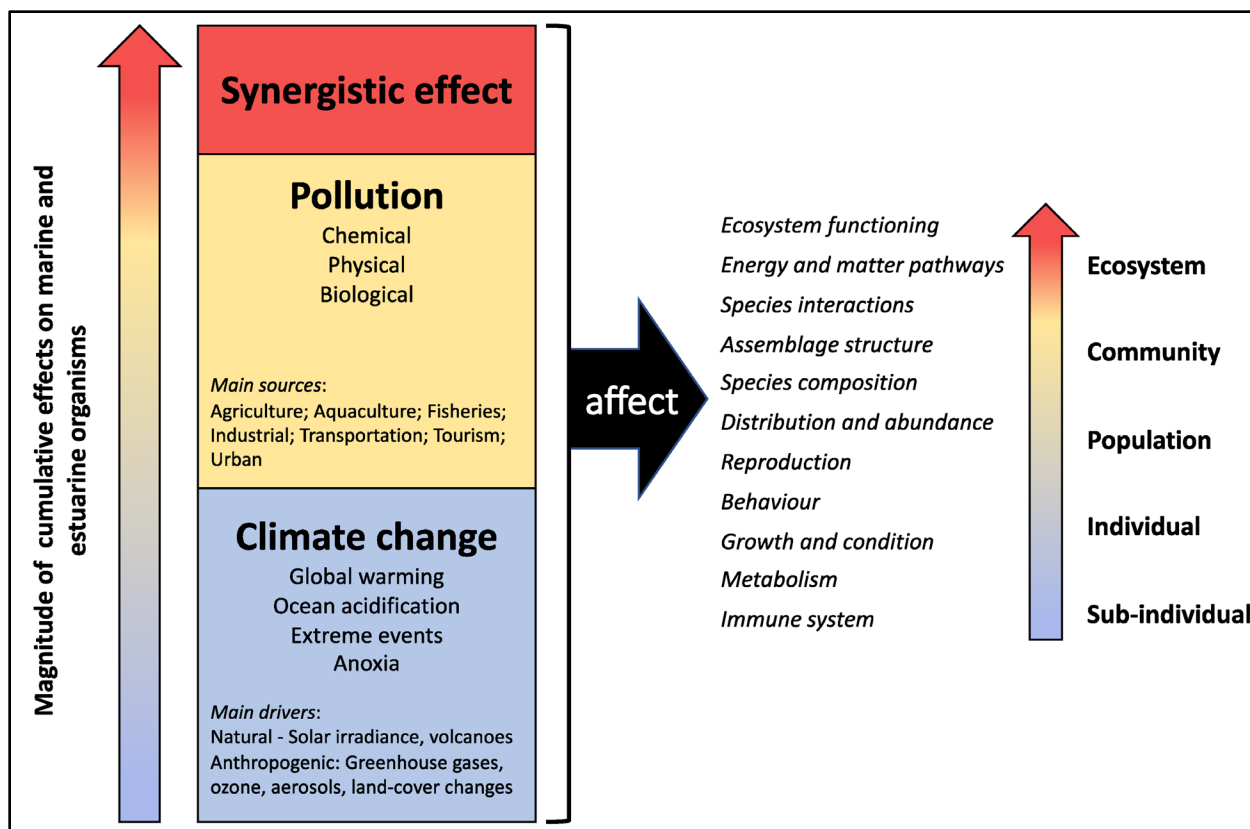 Magnitude of cumulative effects on marine and
estuarine organisms
Synergistic effect
Pollution
Chemical
Physical
Biological
Main sources:
Agriculture; Aquaculture; Fisheries;
Industrial; Transportation; Tourism;
Urban
Climate change
Global warming
Ocean acidification
Extreme events
Anoxia
Main drivers:
Natural - Solar irradiance, volcanoes
Anthropogenic: Greenhouse gases,
ozone, aerosols, land-cover changes
affect
Ecosystem functioning
Energy and matter pathways
Species interactions
Assemblage structure
Species composition
Distribution and abundance
Reproduction
Behaviour
Growth and condition
Metabolism
Immune system
Ecosystem
Community
Population
Individual
Sub-individual